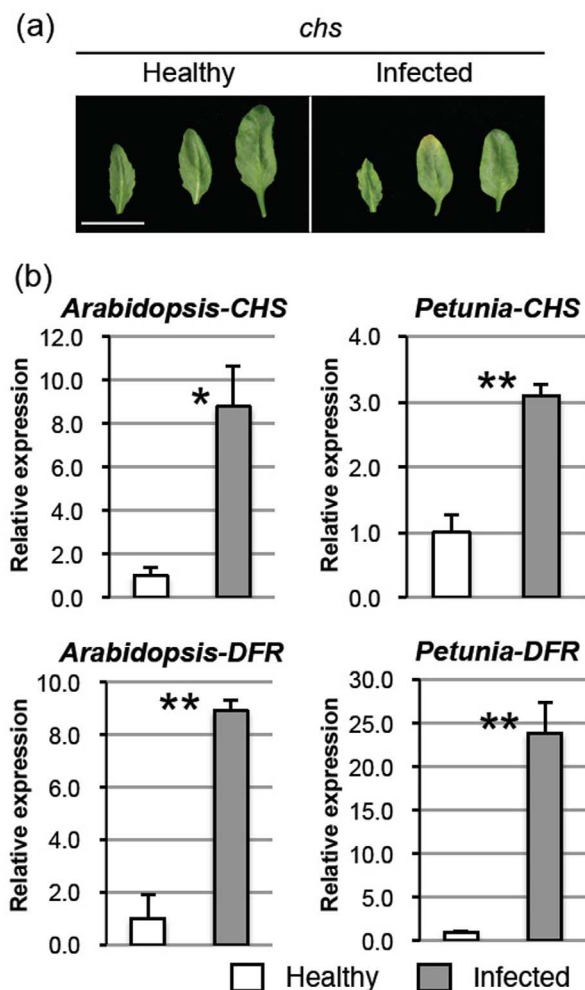 (a)
chs
Healthy Infected
(b)
Arabidopsis-CHS
Relative expression
12.0
10.0
8.0
6.0
4.0
2.0
0.0
*
Petunia-CHS
Relative expression
4.0
3.0
2.0
1.0
0.0
**
Arabidopsis-DFR
Relative expression
10.0
8.0
6.0
4.0
2.0
0.0
**
Petunia-DFR
Relative expression
30.0
25.0
20.0
15.0
10.0
5.0
0.0
**
Healthy Infected